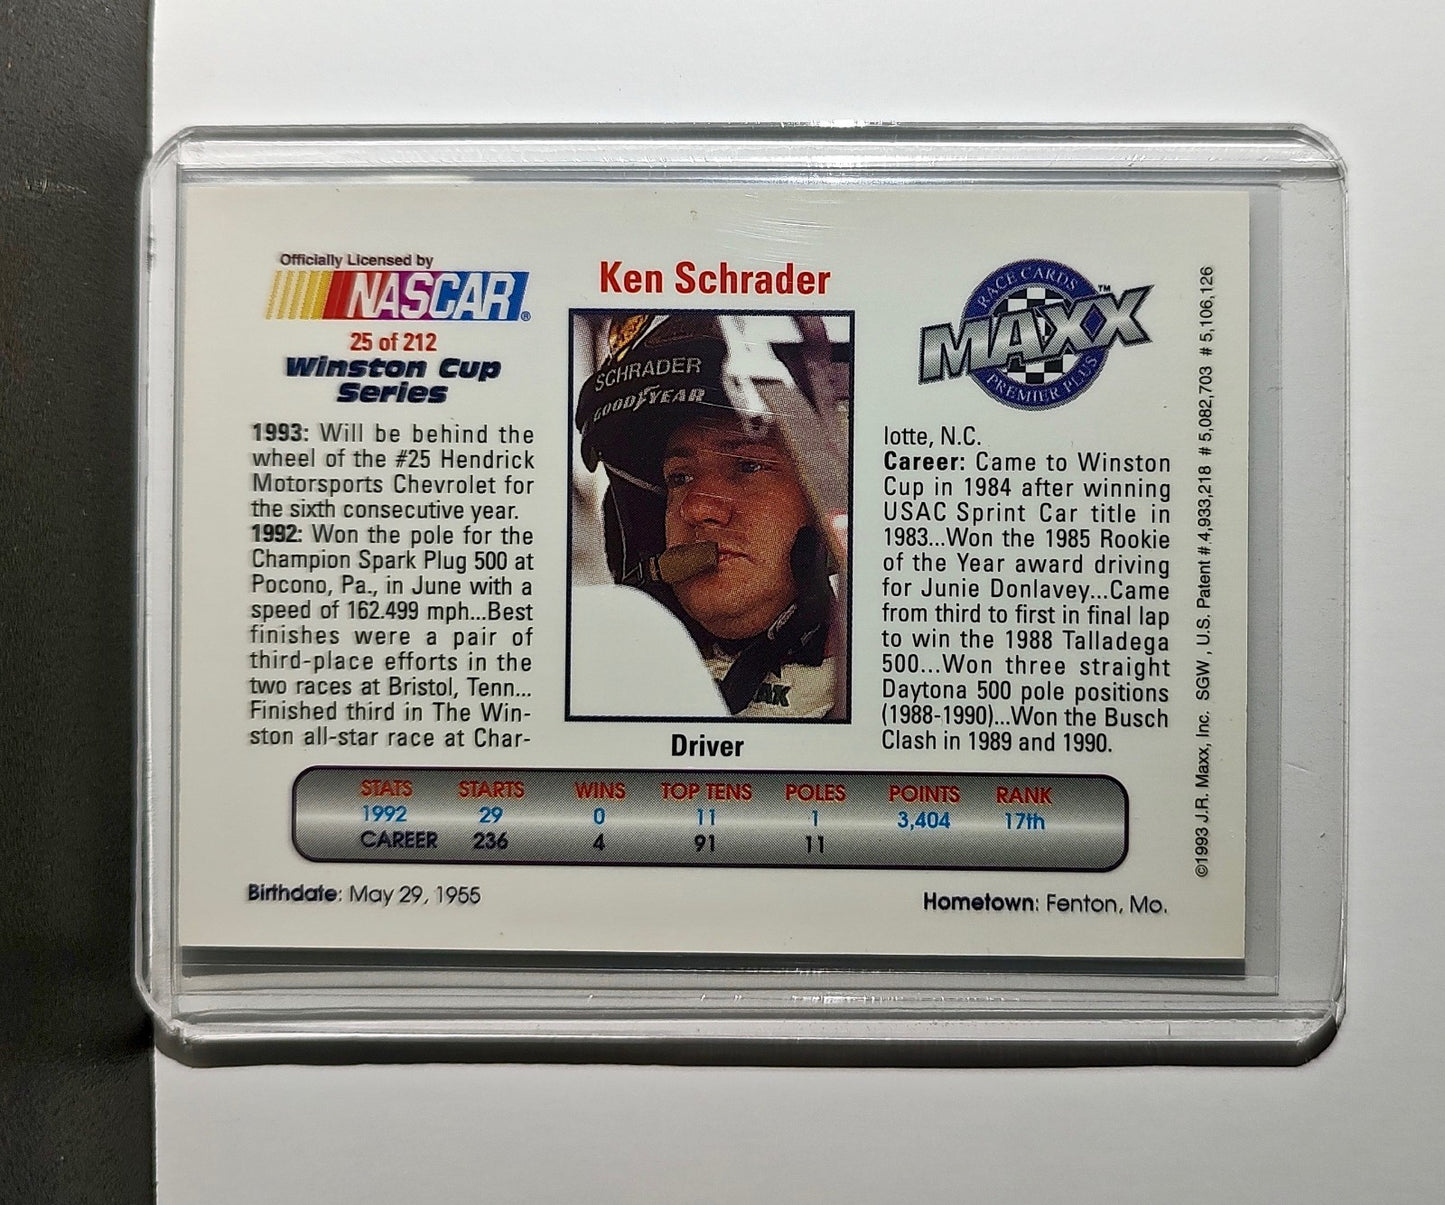 Officially Licensed by
NASCAR®
25 of 212
Winston Cup
Series
1993: Will be behind the
wheel of the #25 Hendrick
Motorsports Chevrolet for
the sixth consecutive year.
1992: Won the pole for the
Champion Spark Plug 500 at
Pocono, Pa., in June with a
speed of 162.499 mph...Best
finishes were a pair of
third-place efforts in the
two races at Bristol, Tenn...
Finished third in The Win-
ston all-star race at Char-
Ken Schrader
SCHRADER
GOODYEAR
Driver
RACE CARDS
MAXX™
PREMIER PLUS
lotte, N.C.
Career: Came to Winston
Cup in 1984 after winning
USAC Sprint Car title in
1983...Won the 1985 Rookie
of the Year award driving
for Junie Donlavey...Came
from third to first in final lap
to win the 1988 Talladega
500...Won three straight
Daytona 500 pole positions
(1988-1990)...Won the Busch
Clash in 1989 and 1990.
STATS STARTS WINS TOP TENS POLES POINTS RANK
1992 29 0 11 1 3,404 17th
CAREER 236 4 91 11
Birthdate: May 29, 1955
Hometown: Fenton, Mo.
©1993 J.R. Maxx, Inc. SGW , U.S. Patent # 4,933,218 # 5,082,703 # 5,106,126